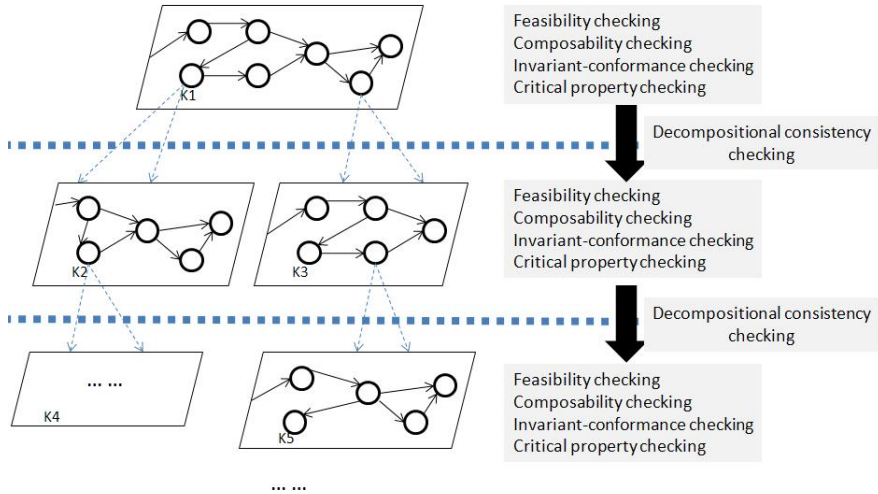 Feasibility checking
Composability checking
Invariant-conformance checking
Critical property checking
K1
Decompositional consistency
checking
Feasibility checking
Composability checking
Invariant-conformance checking
Critical property checking
K2
K3
Decompositional consistency
checking
... ...
K4
K5
Feasibility checking
Composability checking
Invariant-conformance checking
Critical property checking
... ...